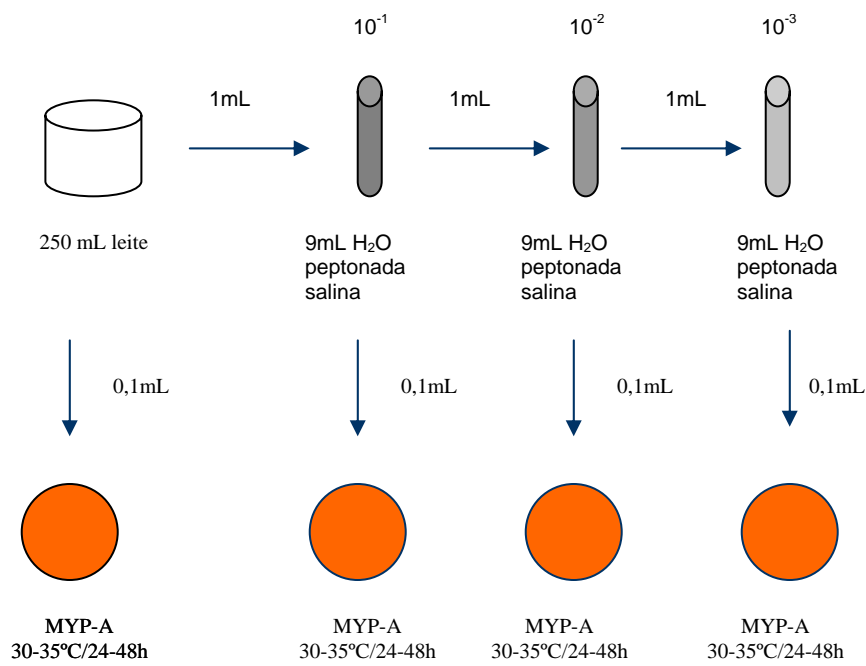 10⁻¹ 10⁻² 10⁻³
1mL 1mL 1mL
250 mL leite
9mL H₂O
peptonada
salina
9mL H₂O
peptonada
salina
9mL H₂O
peptonada
salina
0,1mL 0,1mL 0,1mL 0,1mL
MYP-A
30-35ºC/24-48h
MYP-A
30-35ºC/24-48h
MYP-A
30-35ºC/24-48h
MYP-A
30-35ºC/24-48h